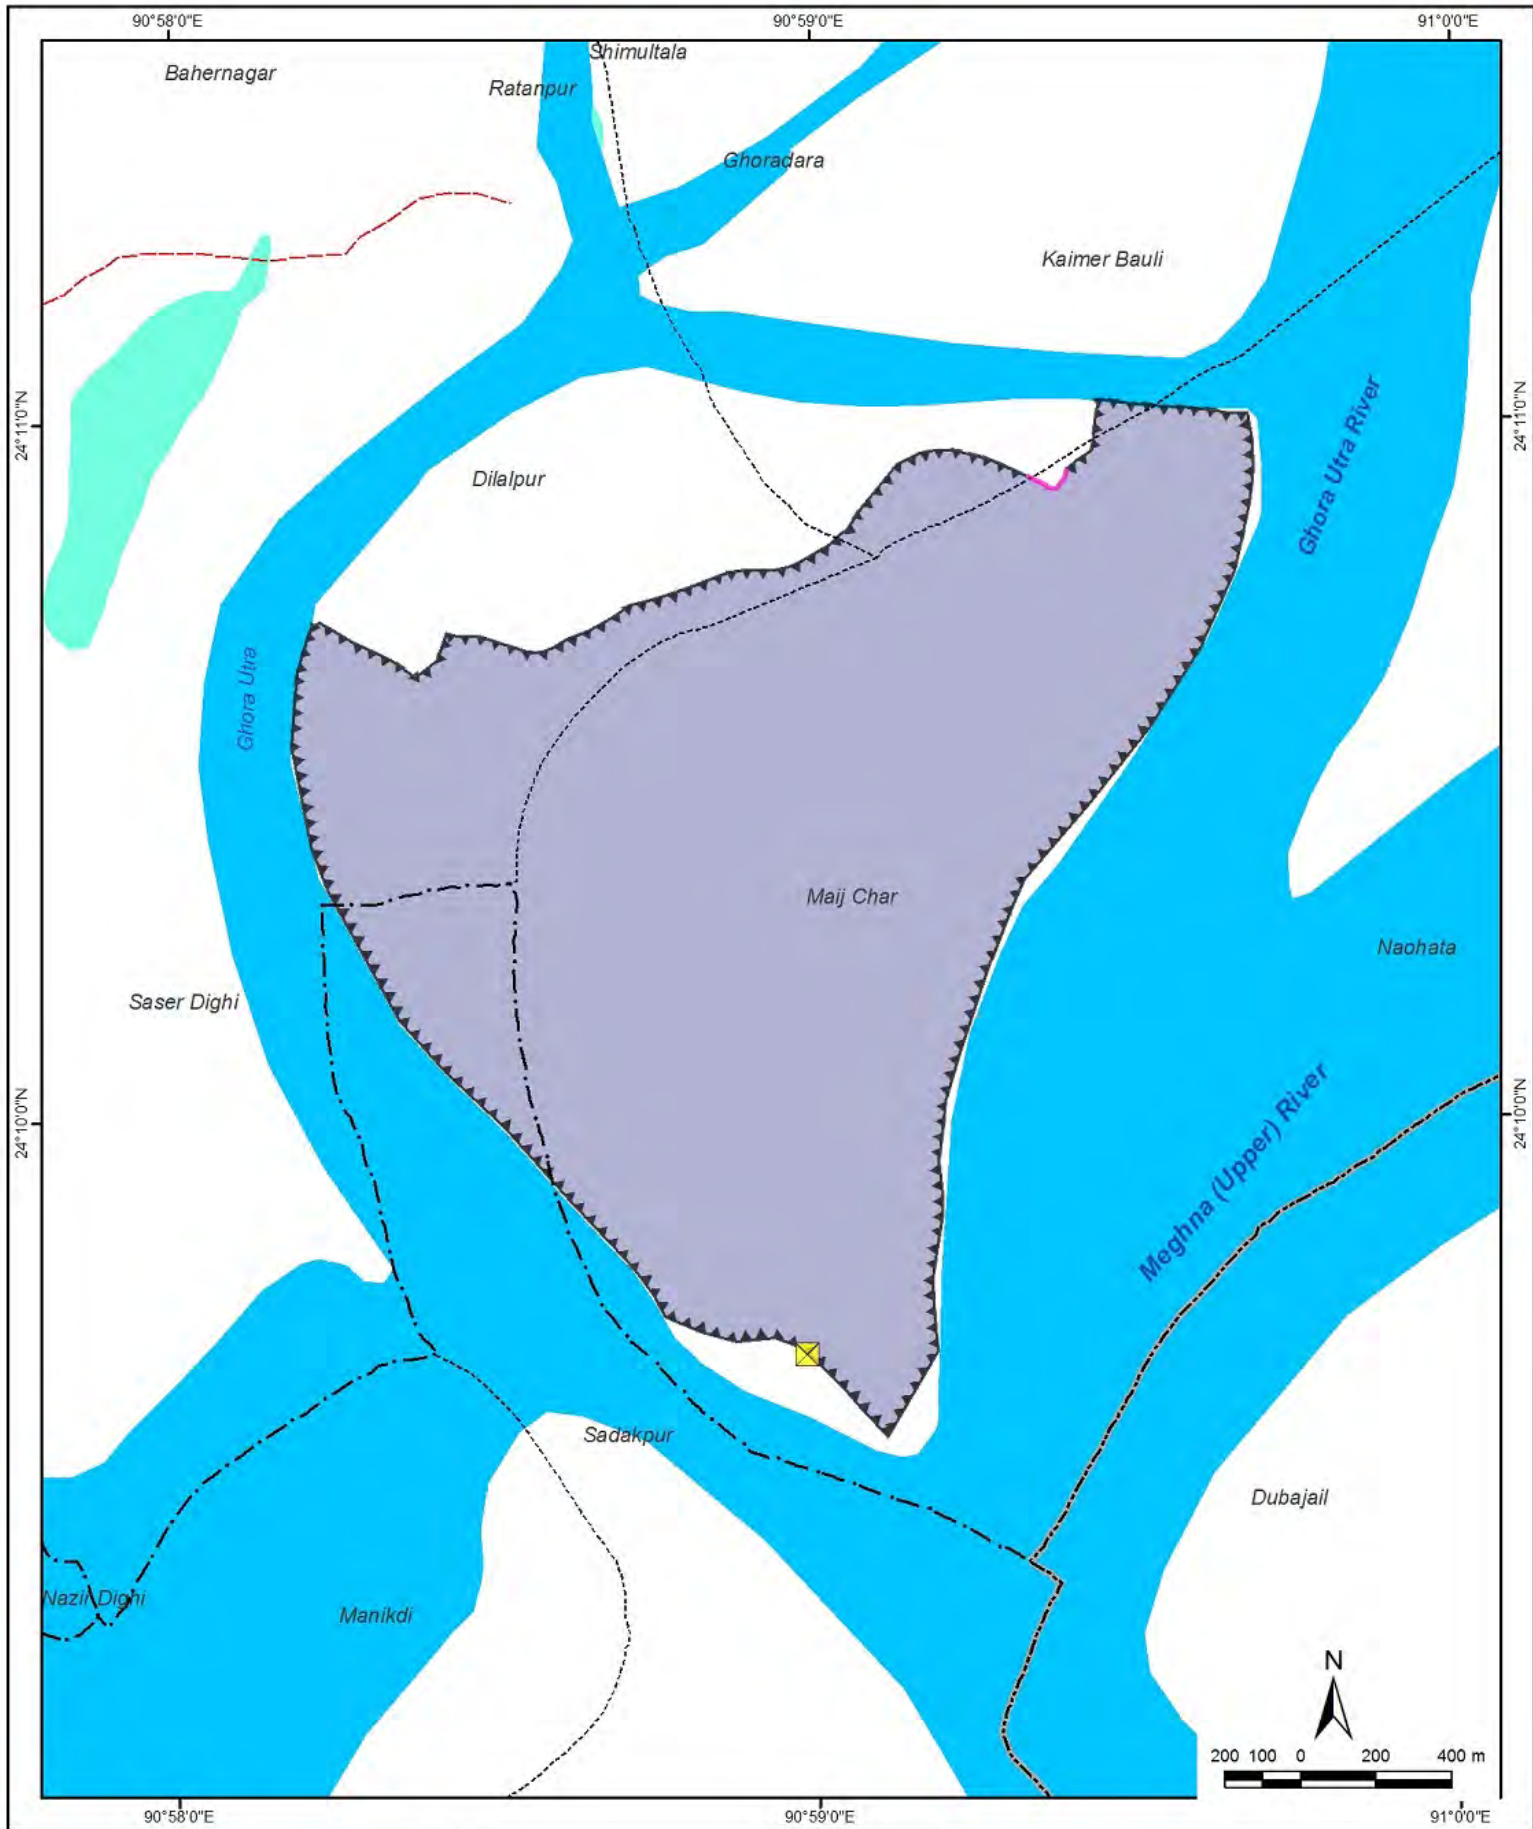 90°58'0"E 90°59'0"E 91°0'0"E
Shimultala
Bahernagar
Ratanpur
Ghoradara
Kaimer Bauli
24°11'0"N
24°11'0"N
Ghora Utra River
Dilalpur
Ghora Utra
Maij Char
Naohata
Saser Dighi
24°10'0"N
24°10'0"N
Meghna (Upper) River
Sadakpur
Dubajail
Nazir Dighi
Manikdi
N
200 100 0 200 400 m
90°58'0"E 90°59'0"E 91°0'0"E